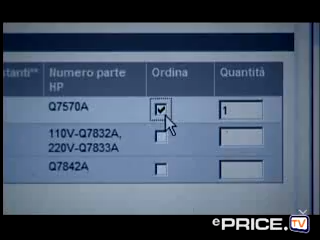 stanti** Numero parte HP Ordina Quantità
Q7570A 1
110V-Q7832A,
220V-Q7833A
Q7842A
ePRICE.TV